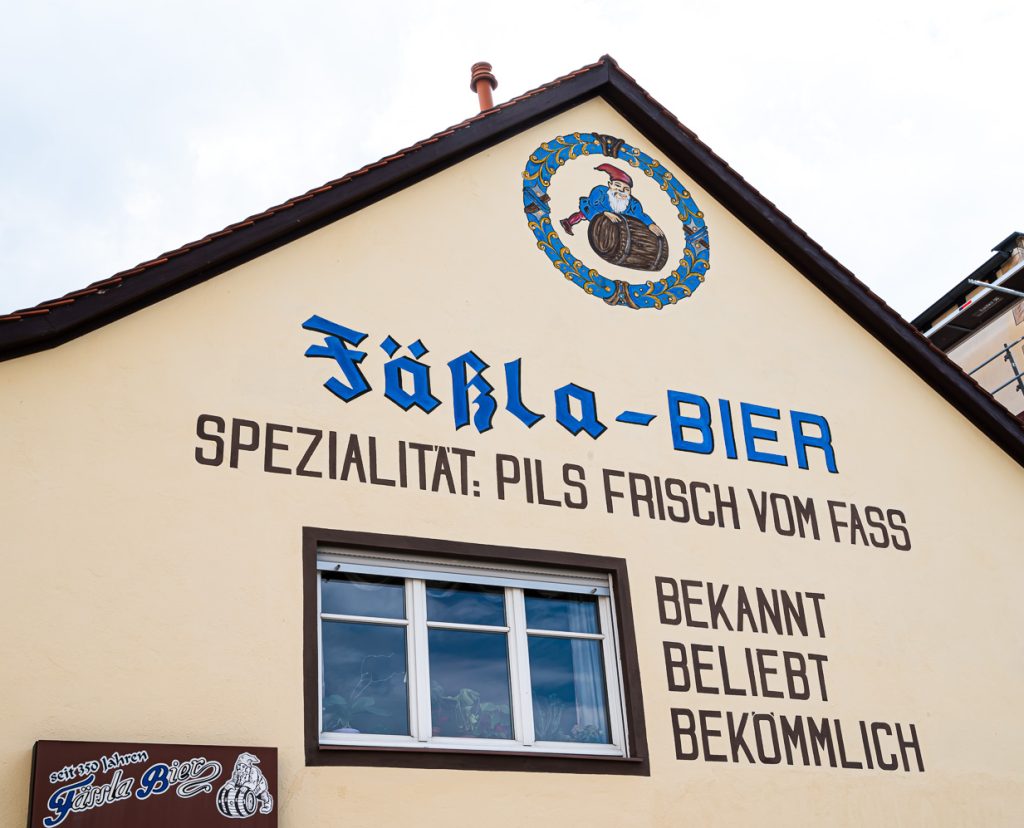 Fäßla-BIER
SPEZIALITÄT: PILS FRISCH VOM FASS
BEKANNT
BELIEBT
BEKÖMMLICH
seit 350 Jahren
Fässla Bier